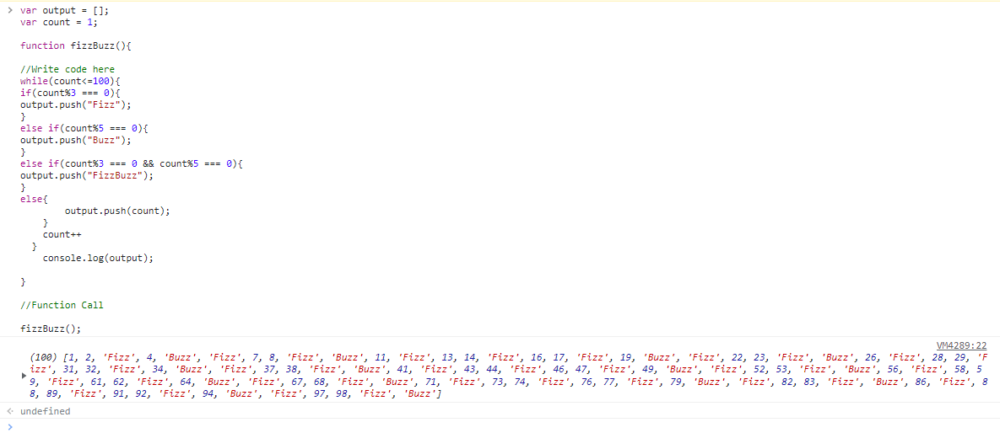 > var output = [];
var count = 1;
function fizzBuzz(){
//Write code here
while(count<=100){
if(count%3 === 0){
output.push("Fizz");
}
else if(count%5 === 0){
output.push("Buzz");
}
else if(count%3 === 0 && count%5 === 0){
output.push("FizzBuzz");
}
else{
output.push(count);
}
count++
}
console.log(output);
}
//Function Call
fizzBuzz();
VM4289:22
(100) [1, 2, 'Fizz', 4, 'Buzz', 'Fizz', 7, 8, 'Fizz', 'Buzz', 11, 'Fizz', 13, 14, 'Fizz', 16, 17, 'Fizz', 19, 'Buzz', 'Fizz', 22, 23, 'Fizz', 'Buzz', 26, 'Fizz', 28, 29, 'F
izz', 31, 32, 'Fizz', 34, 'Buzz', 'Fizz', 37, 38, 'Fizz', 'Buzz', 41, 'Fizz', 43, 44, 'Fizz', 46, 47, 'Fizz', 49, 'Buzz', 'Fizz', 52, 53, 'Fizz', 'Buzz', 56, 'Fizz', 58, 5
9, 'Fizz', 61, 62, 'Fizz', 64, 'Buzz', 'Fizz', 67, 68, 'Fizz', 'Buzz', 71, 'Fizz', 73, 74, 'Fizz', 76, 77, 'Fizz', 79, 'Buzz', 'Fizz', 82, 83, 'Fizz', 'Buzz', 86, 'Fizz', 8
8, 89, 'Fizz', 91, 92, 'Fizz', 94, 'Buzz', 'Fizz', 97, 98, 'Fizz', 'Buzz']
undefined
>